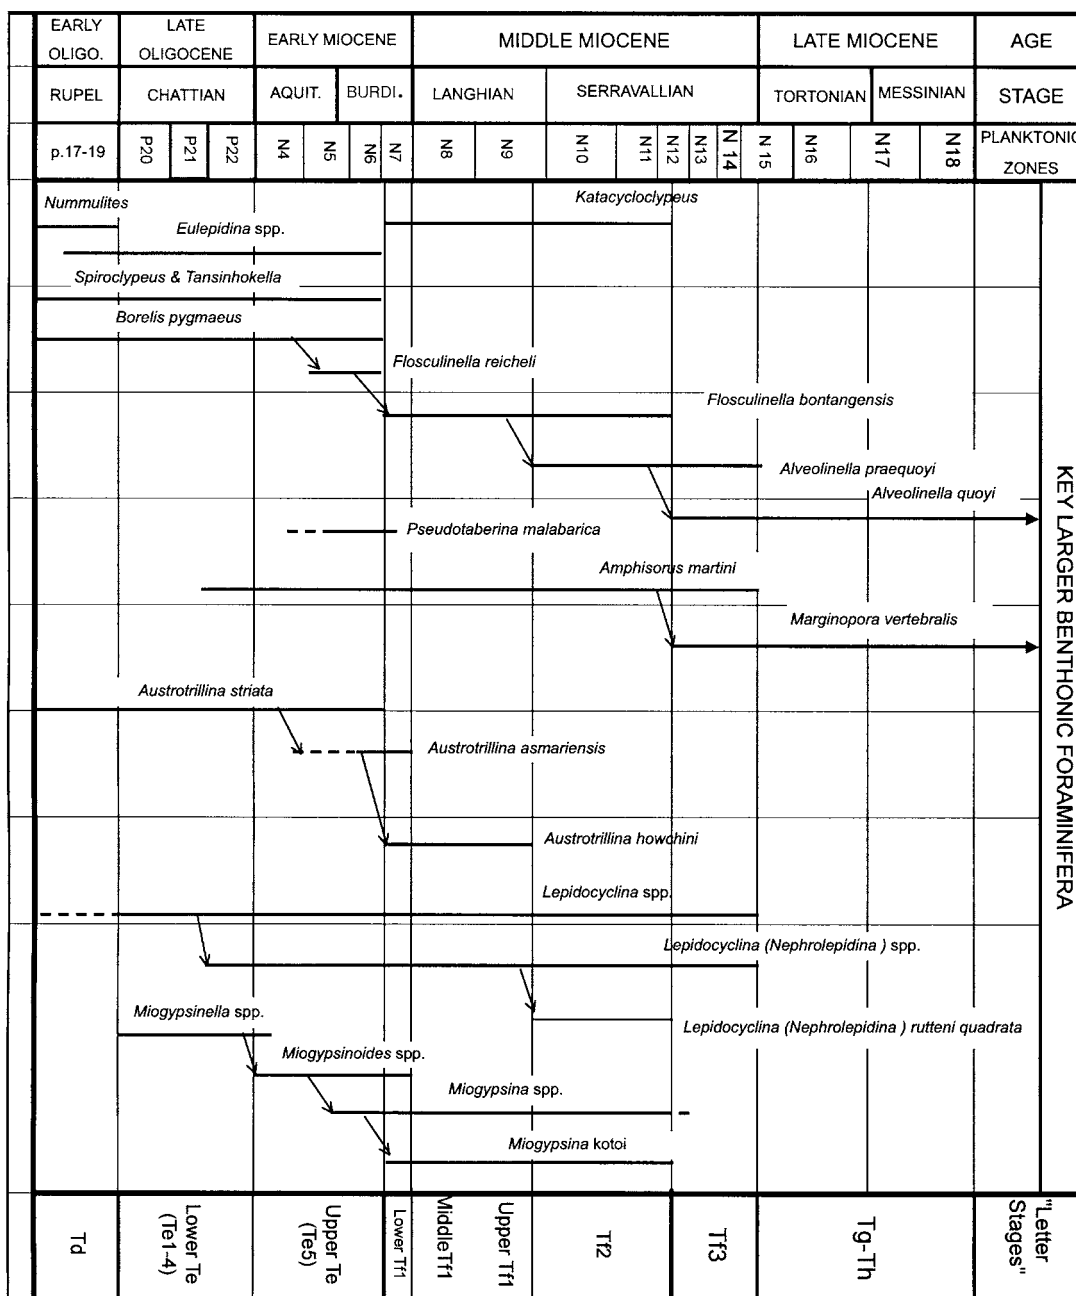 EARLY OLIGO.
LATE OLIGOCENE
EARLY MIOCENE
MIDDLE MIOCENE
LATE MIOCENE
AGE
RUPEL
CHATTIAN
AQUIT.
BURDI.
LANGHIAN
SERRAVALLIAN
TORTONIAN
MESSINIAN
STAGE
p.17-19
P20
P21
P22
N4
N5
N6
N7
N8
N9
N10
N11
N12
N13
N 14
N 15
N16
N17
N18
PLANKTONIC
ZONES
Nummulites
Katacycloclypeus
Eulepidina spp.
Spiroclypeus & Tansinhokella
Borelis pygmaeus
Flosculinella reicheli
Flosculinella bontangensis
Alveolinella praequoyi
Alveolinella quoyi
Pseudotaberina malabarica
Amphisorus martini
Marginopora vertebralis
Austrotrillina striata
Austrotrillina asmariensis
Austrotrillina howchini
Lepidocyclina spp.
Lepidocyclina (Nephrolepidina ) spp.
Miogypsinella spp.
Lepidocyclina (Nephrolepidina ) rutteni quadrata
Miogypsinoides spp.
Miogypsina spp.
Miogypsina kotoi
KEY LARGER BENTHONIC FORAMINIFERA
Td
Lower Te
(Te1-4)
Upper Te
(Te5)
Lower Tf1
MiddleTf1
Upper Tf1
Tf2
Tf3
Tg-Th
"Letter
Stages"